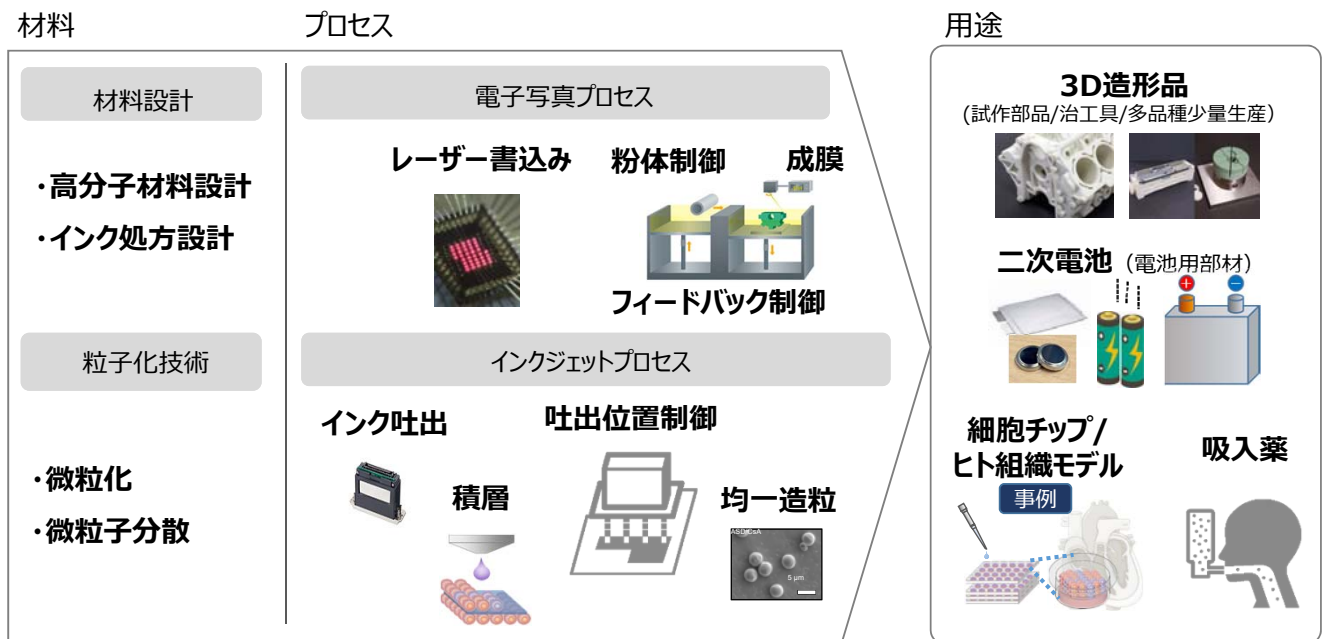 材料
プロセス
用途
材料設計
・高分子材料設計
・インク処方設計
粒子化技術
・微粒化
・微粒子分散
電子写真プロセス
レーザー書込み
粉体制御
成膜
フィードバック制御
インクジェットプロセス
インク吐出
吐出位置制御
積層
均一造粒
ASD/CsA
5 μm
3D造形品
(試作部品/治工具/多品種少量生産)
二次電池 (電池用部材)
+
−
細胞チップ/
ヒト組織モデル
事例
吸入薬